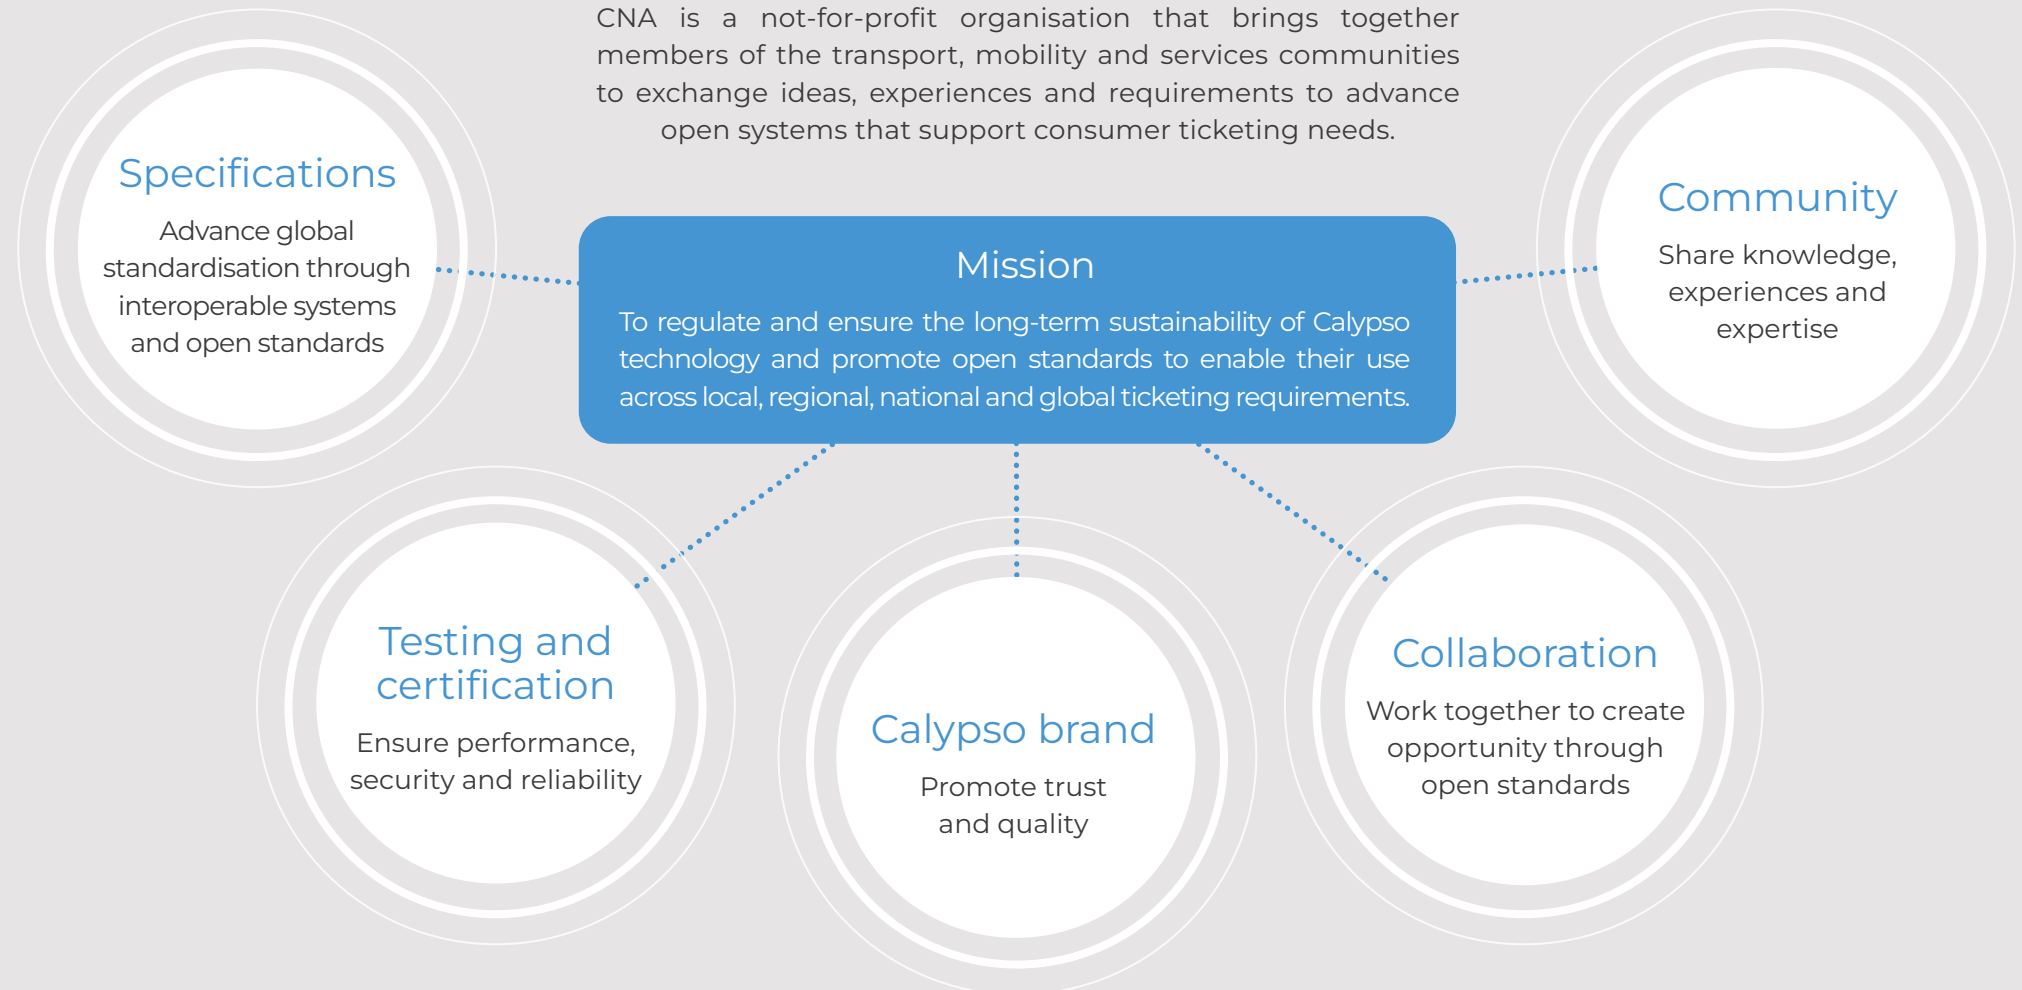 CNA is a not-for-profit organisation that brings together
members of the transport, mobility and services communities
to exchange ideas, experiences and requirements to advance
open systems that support consumer ticketing needs.
Specifications
Advance global
standardisation through
interoperable systems
and open standards
Mission
To regulate and ensure the long-term sustainability of Calypso
technology and promote open standards to enable their use
across local, regional, national and global ticketing requirements.
Community
Share knowledge,
experiences and
expertise
Testing and
certification
Ensure performance,
security and reliability
Calypso brand
Promote trust
and quality
Collaboration
Work together to create
opportunity through
open standards